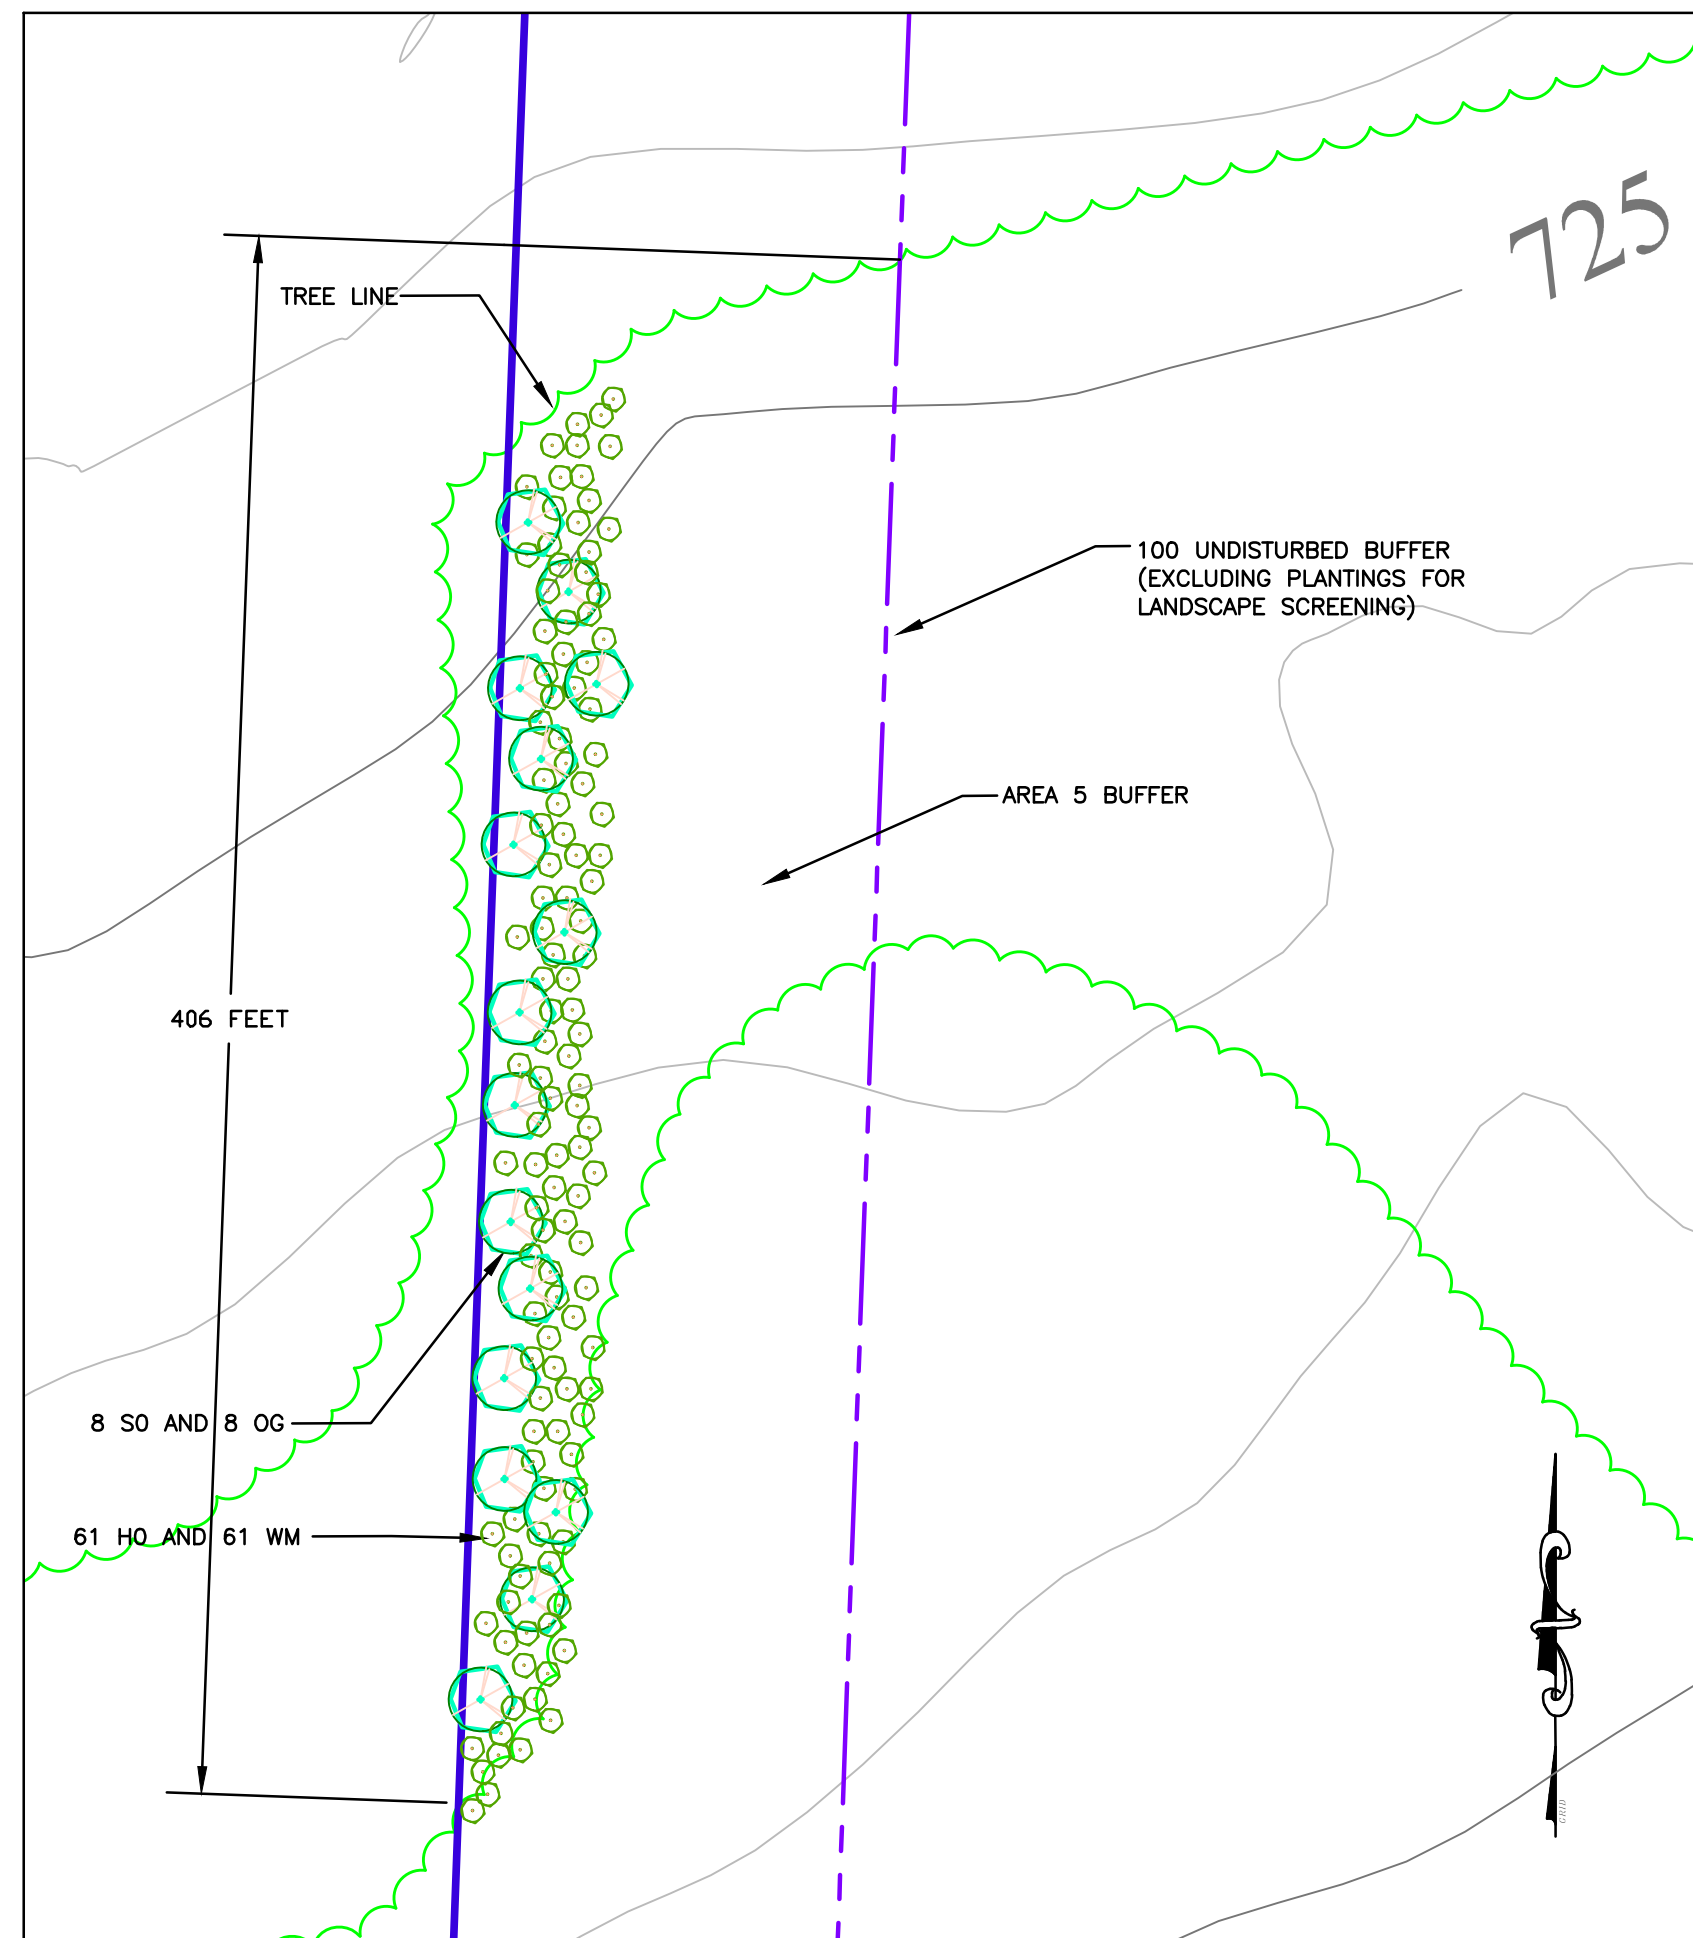 725
TREE LINE
100 UNDISTURBED BUFFER
(EXCLUDING PLANTINGS FOR
LANDSCAPE SCREENING)
AREA 5 BUFFER
406 FEET
8 SO AND 8 OG
61 HO AND 61 WM
GRID